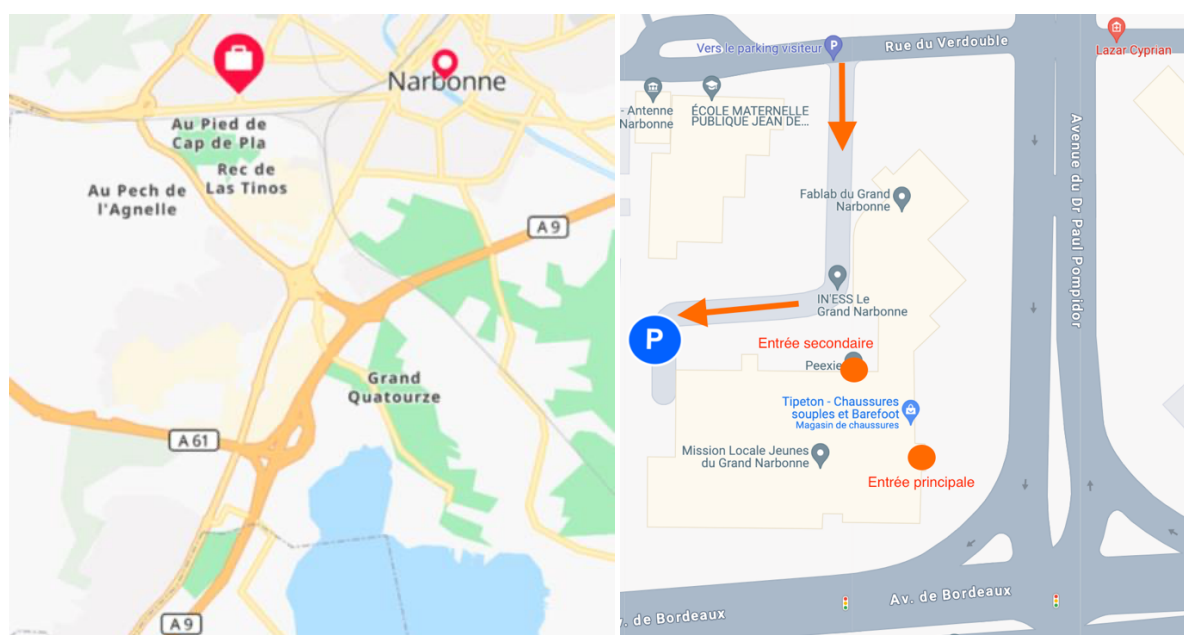 Narbonne
Au Pied de
Cap de Pla
Rec de
Las Tinos
Au Pech de
l'Agnelle
A 9
Grand
Quatourze
A 61
A 9
Vers le parking visiteur
P
Rue du Verdouble
Lazar Cyprian
- Antenne
Narbonne
ÉCOLE MATERNELLE
PUBLIQUE JEAN DE...
Avenue du Dr Paul Pompidor
Fablab du Grand
Narbonne
IN'ESS Le
Grand Narbonne
P
Entrée secondaire
Peexie
Tipeton - Chaussures
souples et Barefoot
Magasin de chaussures
Mission Locale Jeunes
du Grand Narbonne
Entrée principale
Av. de Bordeaux
. de Bordeaux